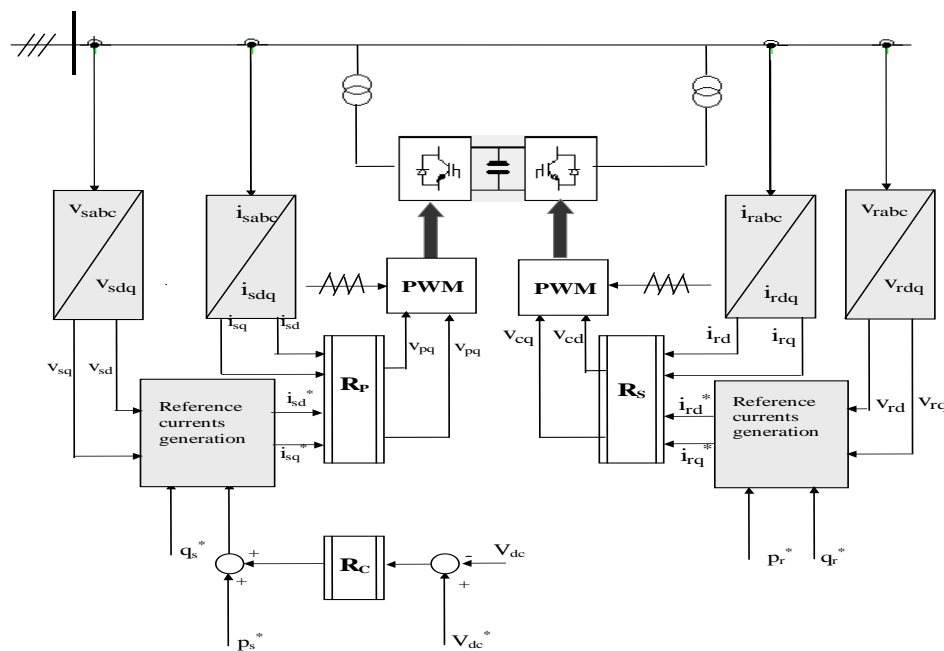 v_sabc
v_sdq
i_sabc
i_sdq
i_rabc
i_rdq
v_rabc
v_rdq
PWM
PWM
i_sq
i_sd
v_pq
v_pq
v_cq
v_cd
i_rd
i_rq
v_sq
v_sd
R_P
R_S
v_rd
v_rq
Reference
currents
generation
i_sd*
i_sq*
i_rd*
i_rq*
Reference
currents
generation
q_s*
+
+
R_C
-
V_dc
+
p_r*
q_r*
p_s*
V_dc*